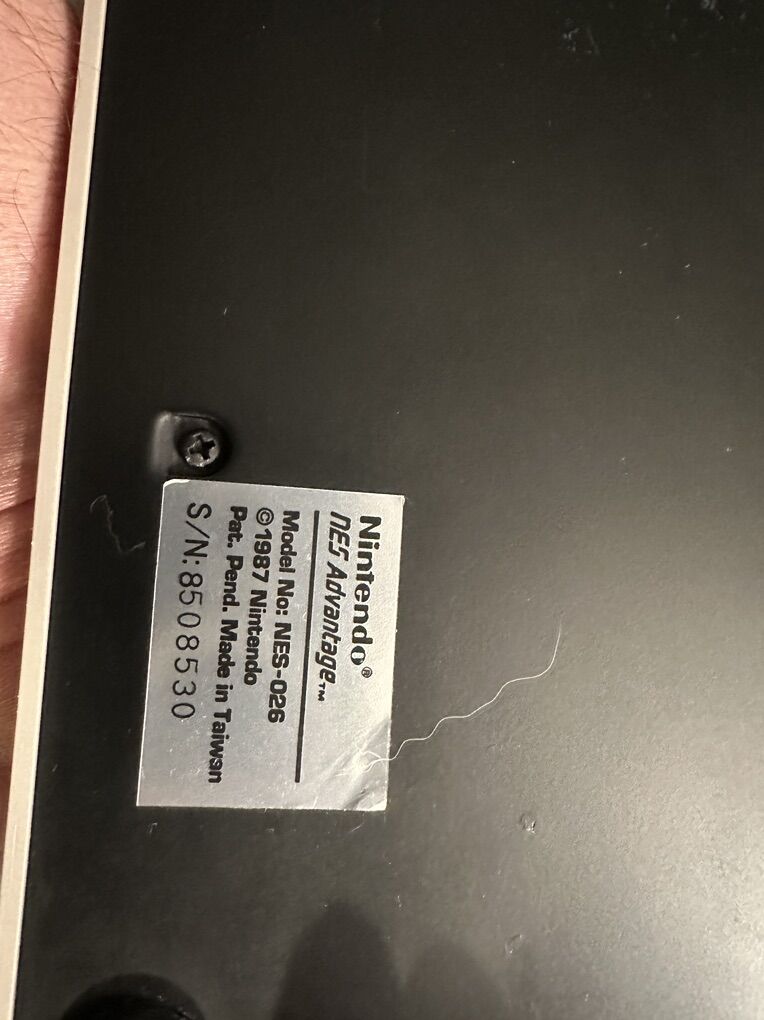 Nintendo®
NES Advantage™
Model No: NES-026
©1987 Nintendo
Pat. Pend. Made in Taiwan
S/N:8508530